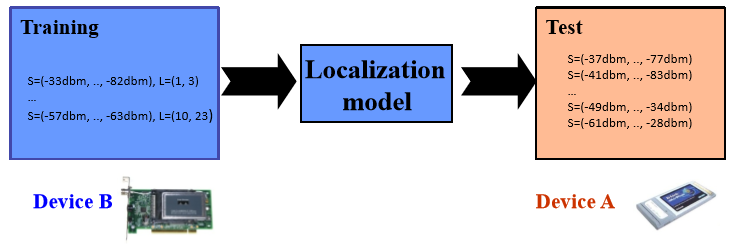 Training
S=(-33dbm, .., -82dbm), L=(1, 3)
...
S=(-57dbm, .., -63dbm), L=(10, 23)
Localization
model
Test
S=(-37dbm, .., -77dbm)
S=(-41dbm, .., -83dbm)
...
S=(-49dbm, .., -34dbm)
S=(-61dbm, .., -28dbm)
Device B
Device A